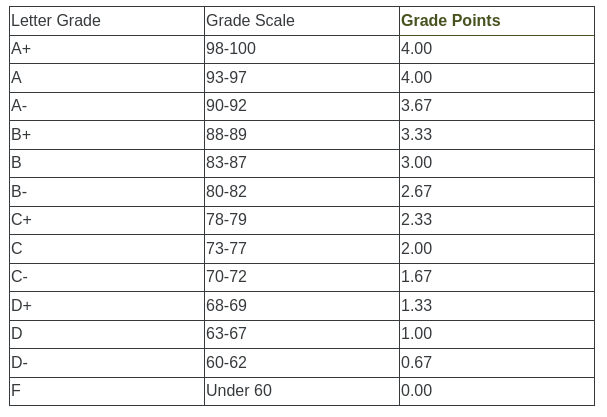 Letter Grade Grade Scale Grade Points
A+ 98-100 4.00
A 93-97 4.00
A- 90-92 3.67
B+ 88-89 3.33
B 83-87 3.00
B- 80-82 2.67
C+ 78-79 2.33
C 73-77 2.00
C- 70-72 1.67
D+ 68-69 1.33
D 63-67 1.00
D- 60-62 0.67
F Under 60 0.00